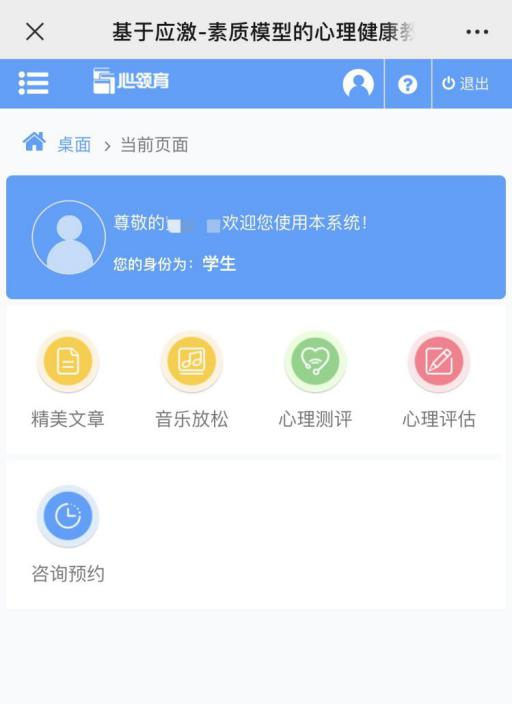 基于应激-素质模型的心理健康教
心领育
退出
桌面 > 当前页面
尊敬的 欢迎您使用本系统!
您的身份为: 学生
精美文章 音乐放松 心理测评 心理评估
咨询预约